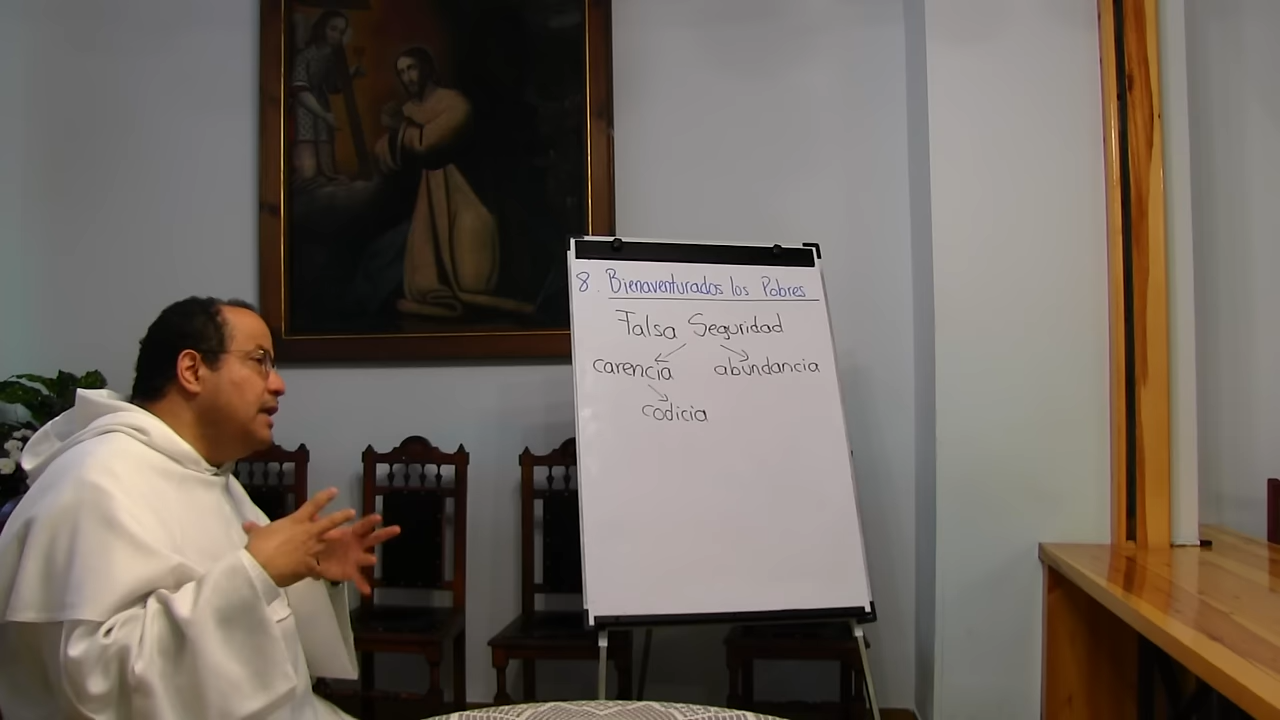 8. Bienaventurados los Pobres
Falsa Seguridad
carencia abundancia
codicia